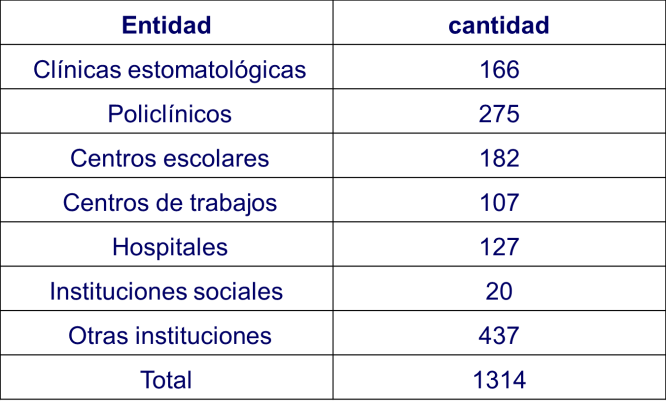 Entidad cantidad
Clínicas estomatológicas 166
Policlínicos 275
Centros escolares 182
Centros de trabajos 107
Hospitales 127
Instituciones sociales 20
Otras instituciones 437
Total 1314